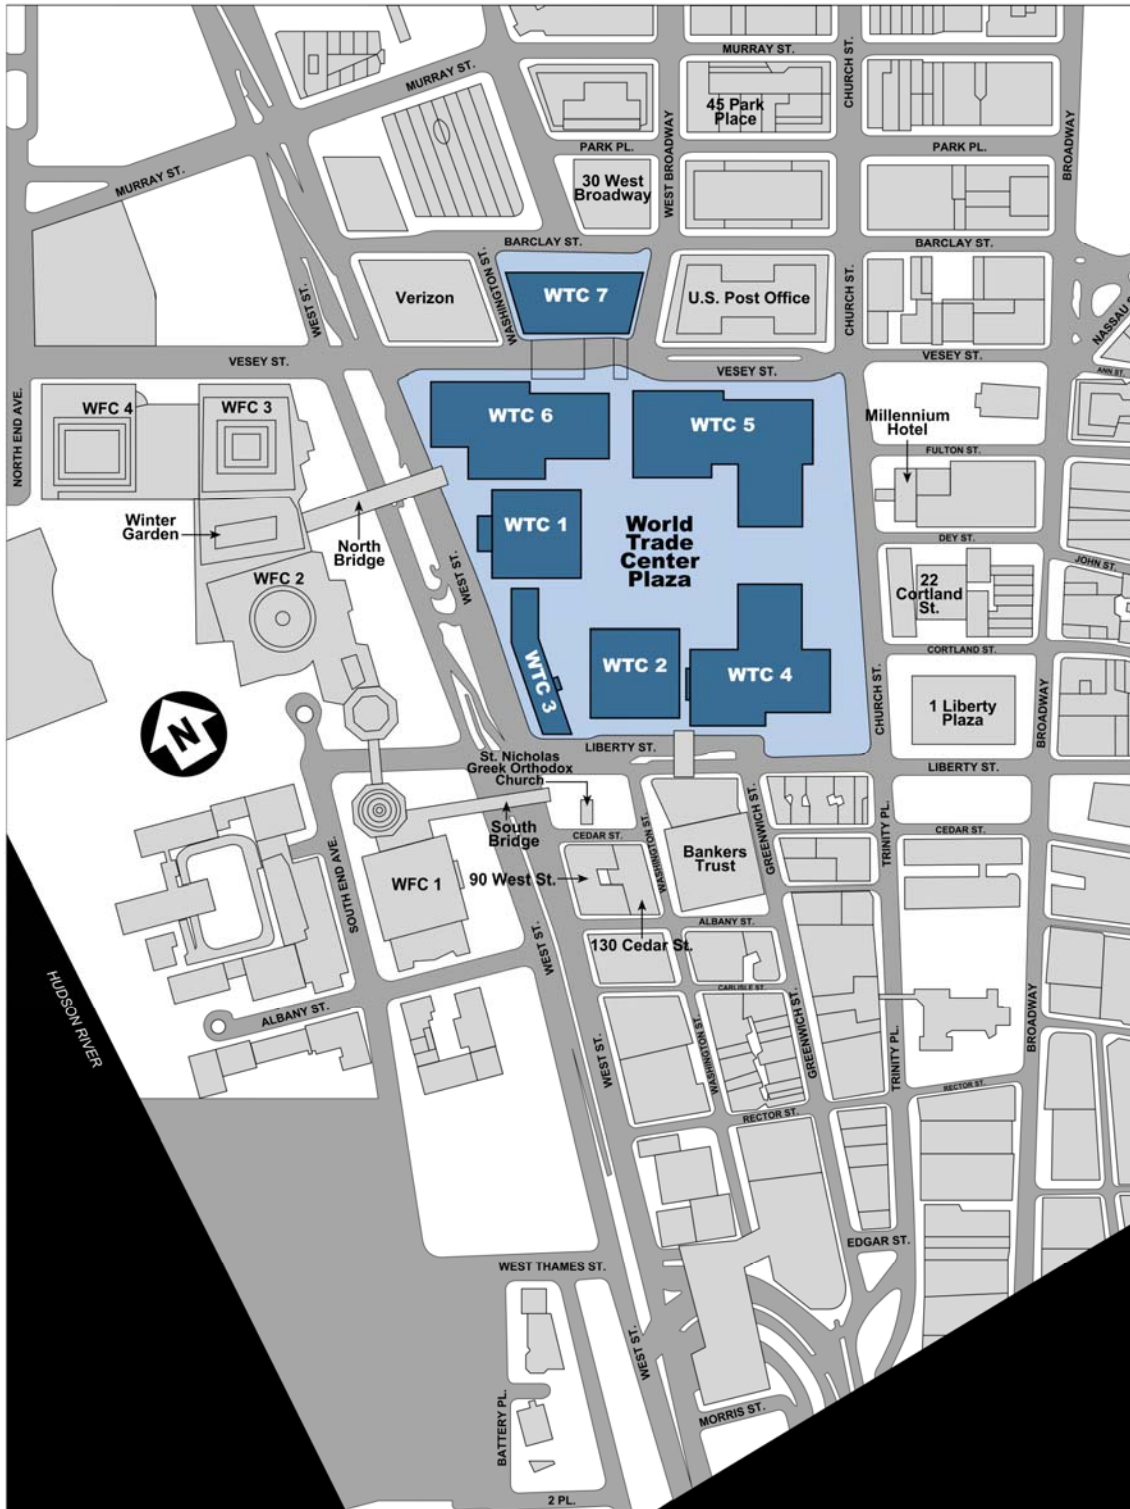 MURRAY ST.
CHURCH ST.
MURRAY ST.
45 Park
Place
WEST BROADWAY
BROADWAY
PARK PL.
PARK PL.
MURRAY ST.
30 West
Broadway
BARCLAY ST.
BARCLAY ST.
WASHINGTON ST.
WTC 7
Verizon
U.S. Post Office
CHURCH ST.
WEST ST.
NASSAU S
VESEY ST.
VESEY ST.
VESEY ST.
ANN ST.
NORTH END AVE.
WFC 4
WFC 3
WTC 6
WTC 5
Millennium
Hotel
FULTON ST.
Winter
Garden
North
Bridge
WTC 1
World
Trade
Center
Plaza
DEY ST.
JOHN ST.
WFC 2
WEST ST.
22
Cortland
St.
CORTLAND ST.
WTC 3
WTC 2
WTC 4
CHURCH ST.
1 Liberty
Plaza
BROADWAY
N
LIBERTY ST.
St. Nicholas
Greek Orthodox
Church
LIBERTY ST.
South
Bridge
CEDAR ST.
WASHINGTON ST.
GREENWICH ST.
TRINITY PL.
CEDAR ST.
SOUTH END AVE.
WFC 1
90 West St.
Bankers
Trust
ALBANY ST.
130 Cedar St.
WEST ST.
HUDSON RIVER
ALBANY ST.
CARLISLE ST.
WEST ST.
WASHINGTON ST.
GREENWICH ST.
TRINITY PL.
BROADWAY
RECTOR ST.
RECTOR ST.
EDGAR ST.
WEST THAMES ST.
WEST ST.
BATTERY PL.
MORRIS ST.
2 PL.